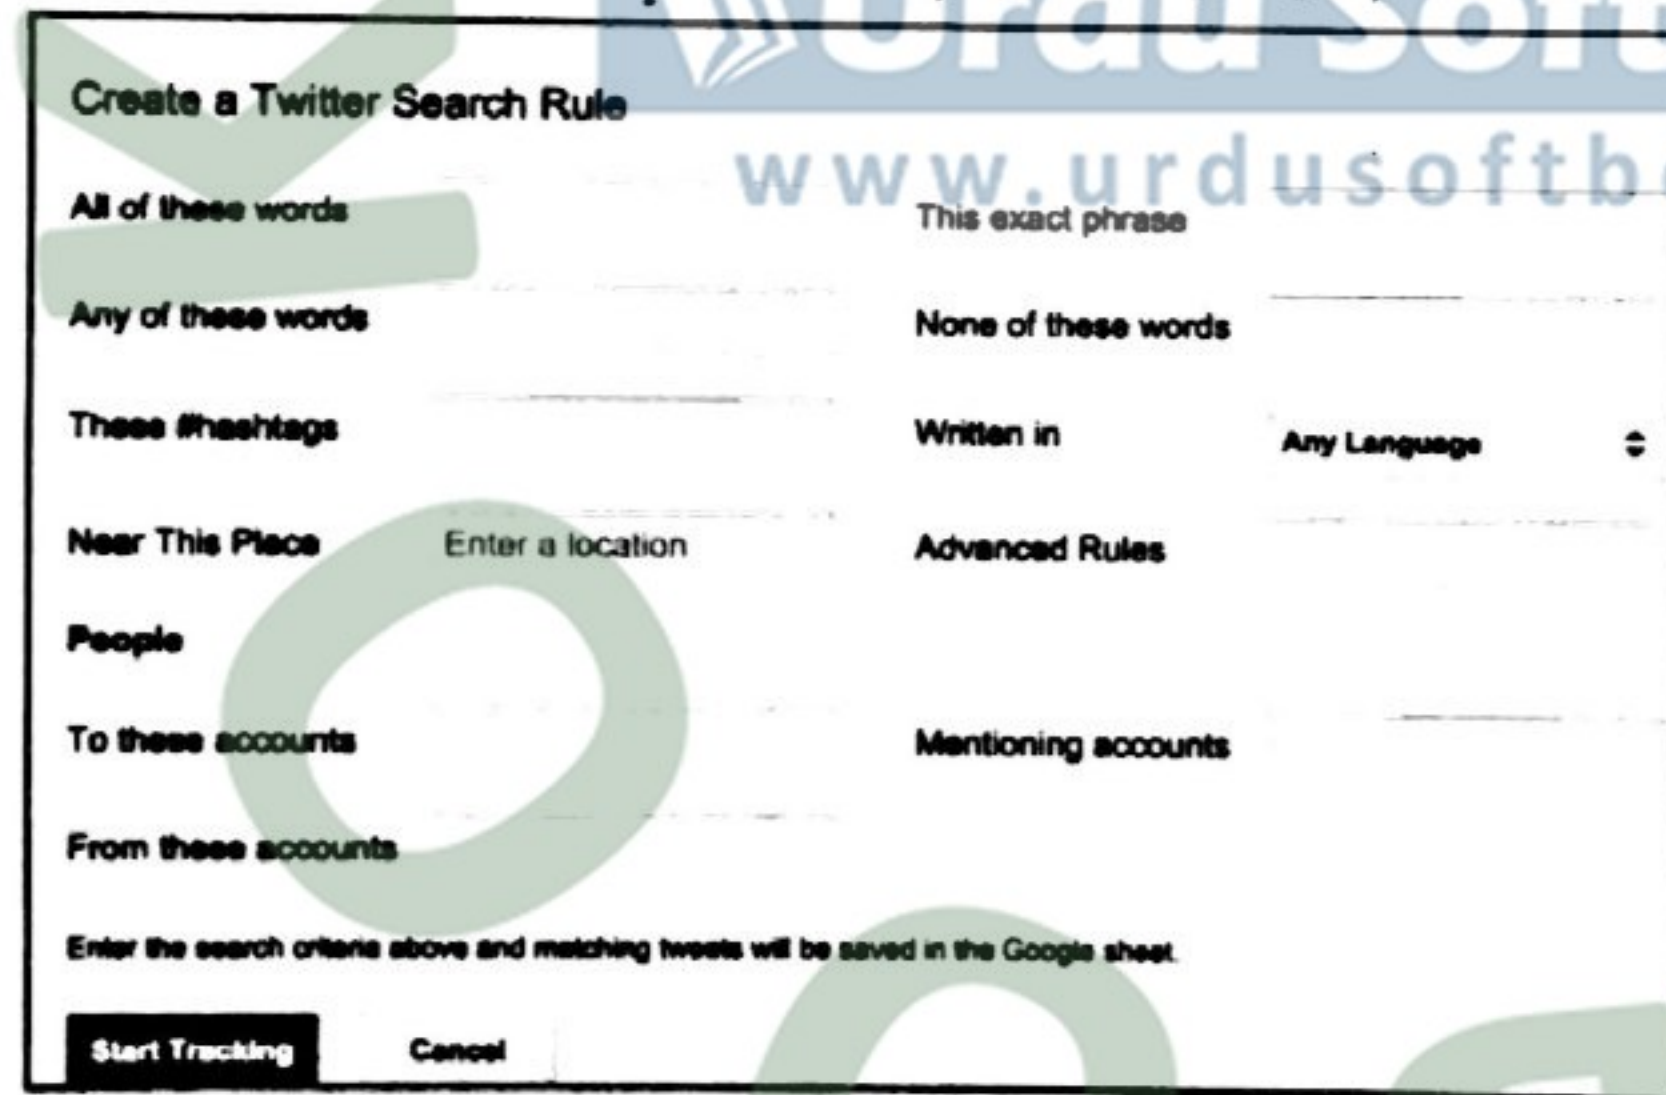 Urdu Soft
www.urdusoftb
Create a Twitter Search Rule
All of these words
This exact phrase
Any of these words
None of these words
These #hashtags
Written in Any Language
Near This Place Enter a location
Advanced Rules
People
To these accounts
Mentioning accounts
From these accounts
Enter the search criteria above and matching tweets will be saved in the Google sheet.
Start Tracking Cancel